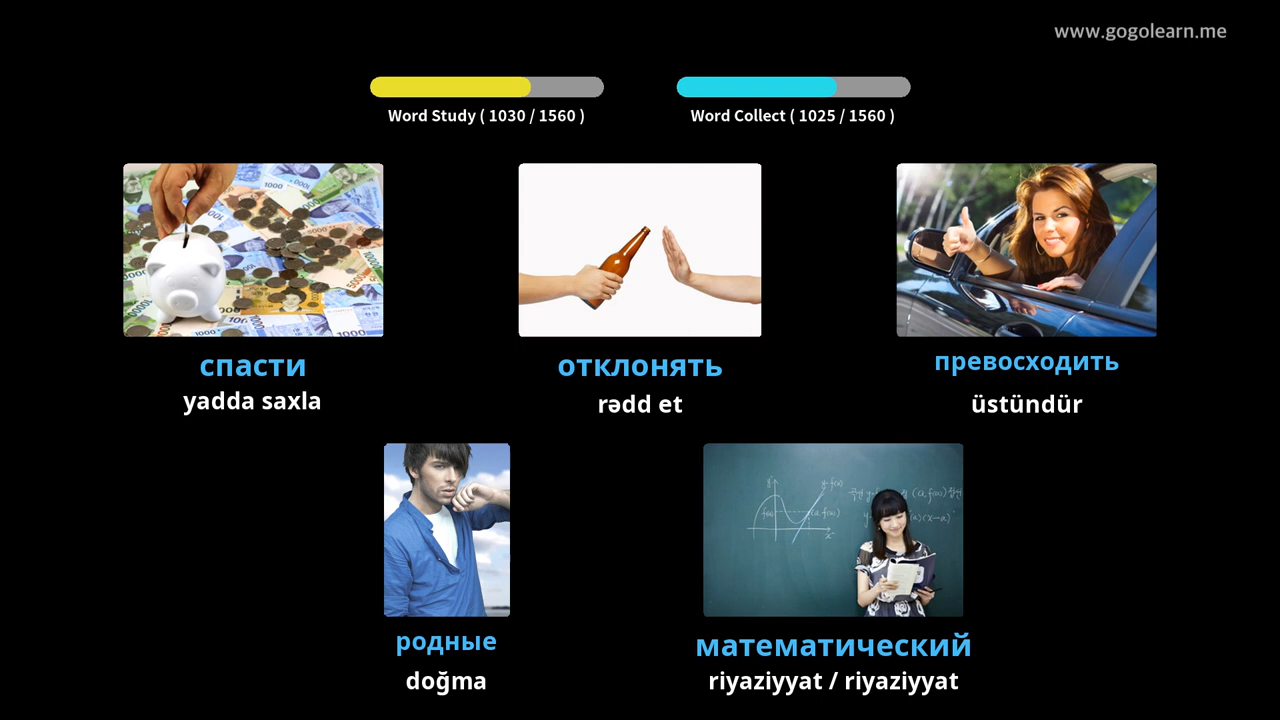 www.gogolearn.me
Word Study ( 1030 / 1560 )
Word Collect ( 1025 / 1560 )
спасти
yadda saxla
отклонять
rədd et
превосходить
üstündür
родные
doğma
математический
riyaziyyat / riyaziyyat